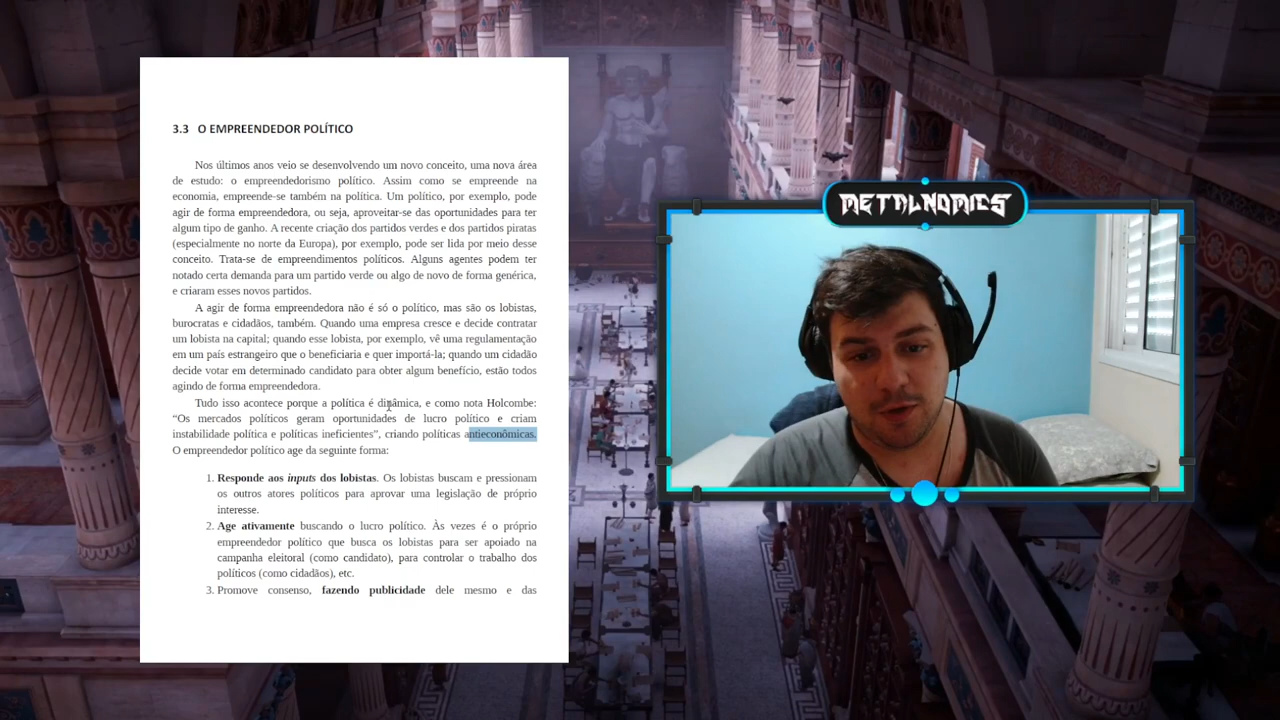 3.3 O EMPREENDEDOR POLÍTICO
Nos últimos anos veio se desenvolvendo um novo conceito, uma nova área
de estudo: o empreendedorismo político. Assim como se empreende na
economia, empreende-se também na política. Um político, por exemplo, pode
agir de forma empreendedora, ou seja, aproveitar-se das oportunidades para ter
algum tipo de ganho. A recente criação dos partidos verdes e dos partidos piratas
(especialmente no norte da Europa), por exemplo, pode ser lida por meio desse
conceito. Trata-se de empreendimentos políticos. Alguns agentes podem ter
notado certa demanda para um partido verde ou algo de novo de forma genérica,
e criaram esses novos partidos.
A agir de forma empreendedora não é só o político, mas são os lobistas,
burocratas e cidadãos, também. Quando uma empresa cresce e decide contratar
um lobista na capital; quando esse lobista, por exemplo, vê uma regulamentação
em um país estrangeiro que o beneficiaria e quer importá-la; quando um cidadão
decide votar em determinado candidato para obter algum benefício, estão todos
agindo de forma empreendedora.
Tudo isso acontece porque a política é dinâmica, e como nota Holcombe:
“Os mercados políticos geram oportunidades de lucro político e criam
instabilidade política e políticas ineficientes”, criando políticas antieconômicas.
O empreendedor político age da seguinte forma:
1. Responde aos inputs dos lobistas. Os lobistas buscam e pressionam
os outros atores políticos para aprovar uma legislação de próprio
interesse.
2. Age ativamente buscando o lucro político. Às vezes é o próprio
empreendedor político que busca os lobistas para ser apoiado na
campanha eleitoral (como candidato), para controlar o trabalho dos
políticos (como cidadãos), etc.
3. Promove consenso, fazendo publicidade dele mesmo e das
METALNOMICS